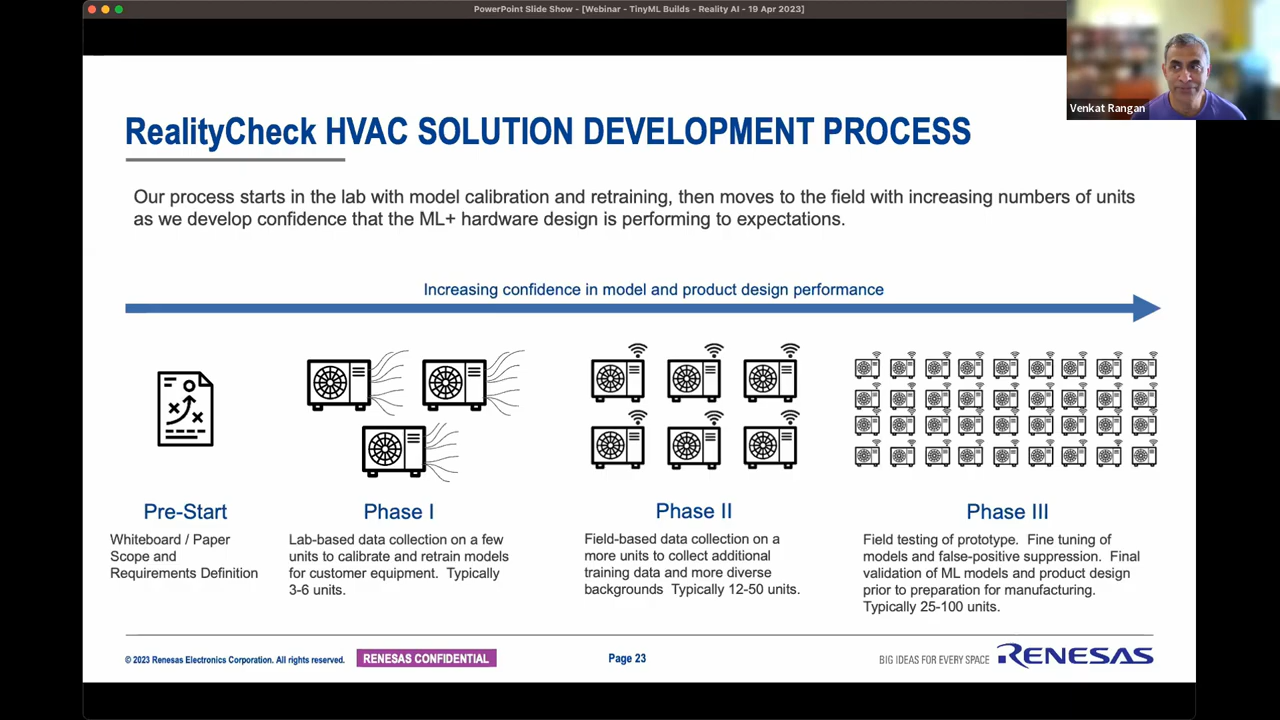 PowerPoint Slide Show - [Webinar - TinyML Builds - Reality AI - 19 Apr 2023]
Venkat Rangan
RealityCheck HVAC SOLUTION DEVELOPMENT PROCESS
Our process starts in the lab with model calibration and retraining, then moves to the field with increasing numbers of units
as we develop confidence that the ML+ hardware design is performing to expectations.
Increasing confidence in model and product design performance
Pre-Start
Whiteboard / Paper
Scope and
Requirements Definition
Phase I
Lab-based data collection on a few
units to calibrate and retrain models
for customer equipment. Typically
3-6 units.
Phase II
Field-based data collection on a
more units to collect additional
training data and more diverse
backgrounds Typically 12-50 units.
Phase III
Field testing of prototype. Fine tuning of
models and false-positive suppression. Final
validation of ML models and product design
prior to preparation for manufacturing.
Typically 25-100 units.
© 2023 Renesas Electronics Corporation. All rights reserved.
RENESAS CONFIDENTIAL
Page 23
BIG IDEAS FOR EVERY SPACE
RENESAS